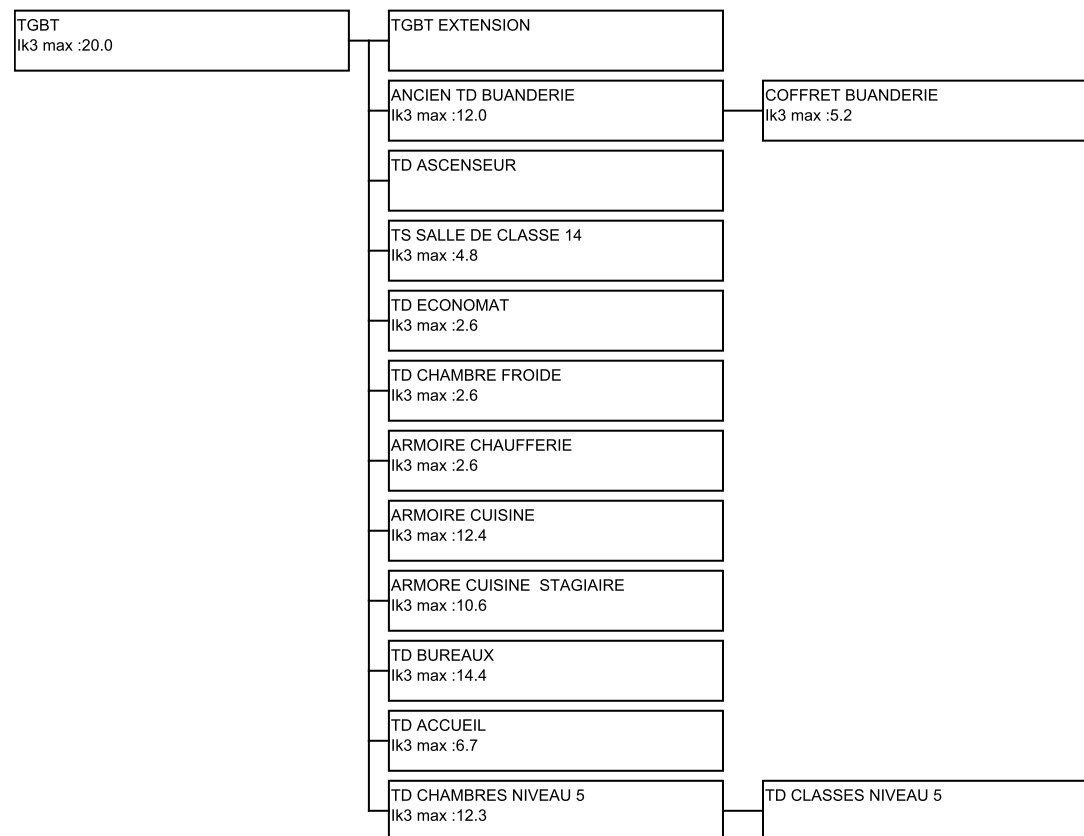 TGBT
Ik3 max :20.0
TGBT EXTENSION
ANCIEN TD BUANDERIE
Ik3 max :12.0
COFFRET BUANDERIE
Ik3 max :5.2
TD ASCENSEUR
TS SALLE DE CLASSE 14
Ik3 max :4.8
TD ECONOMAT
Ik3 max :2.6
TD CHAMBRE FROIDE
Ik3 max :2.6
ARMOIRE CHAUFFERIE
Ik3 max :2.6
ARMOIRE CUISINE
Ik3 max :12.4
ARMORE CUISINE  STAGIAIRE
Ik3 max :10.6
TD BUREAUX
Ik3 max :14.4
TD ACCUEIL
Ik3 max :6.7
TD CHAMBRES NIVEAU 5
Ik3 max :12.3
TD CLASSES NIVEAU 5